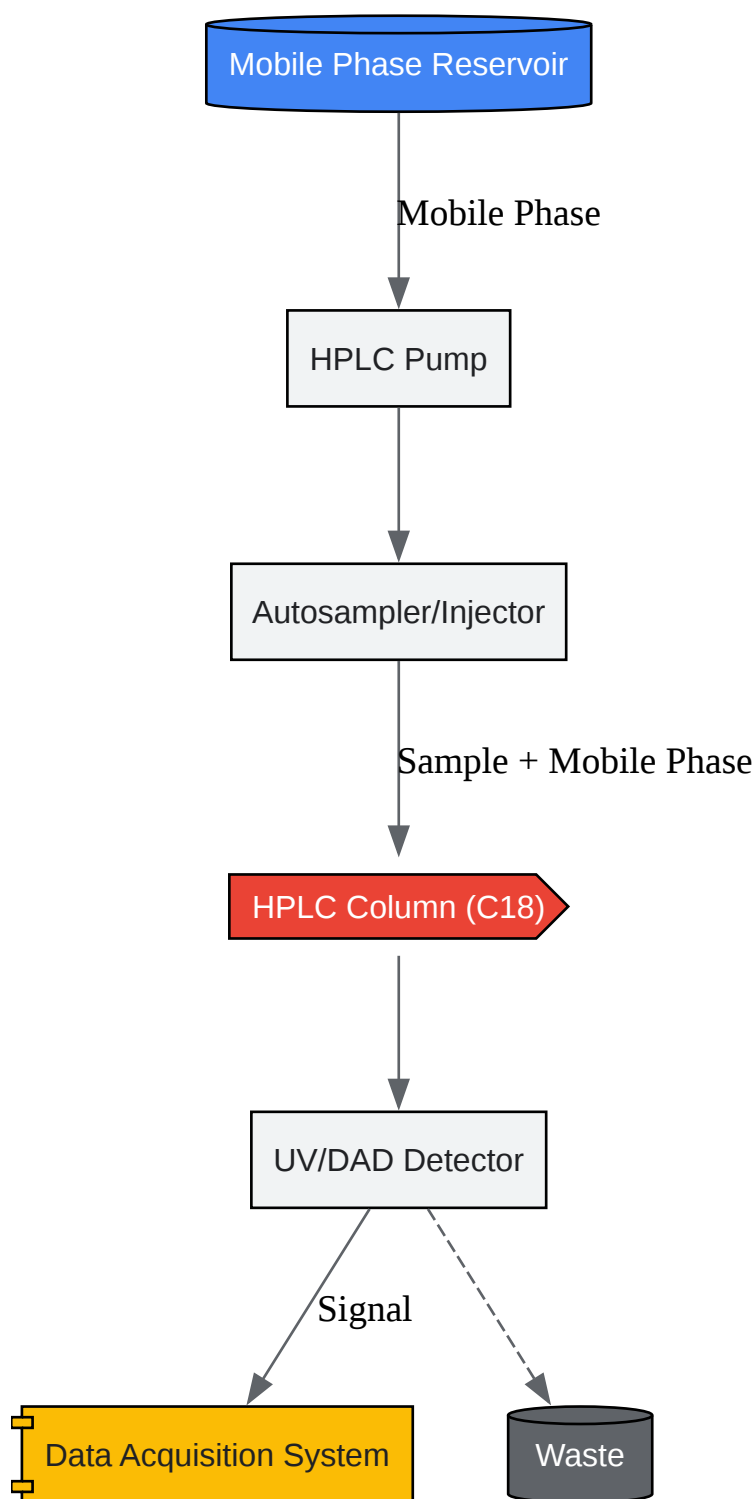 Mobile Phase Reservoir
Mobile Phase
HPLC Pump
Autosampler/Injector
Sample + Mobile Phase
HPLC Column (C18)
UV/DAD Detector
Signal
Data Acquisition System
Waste